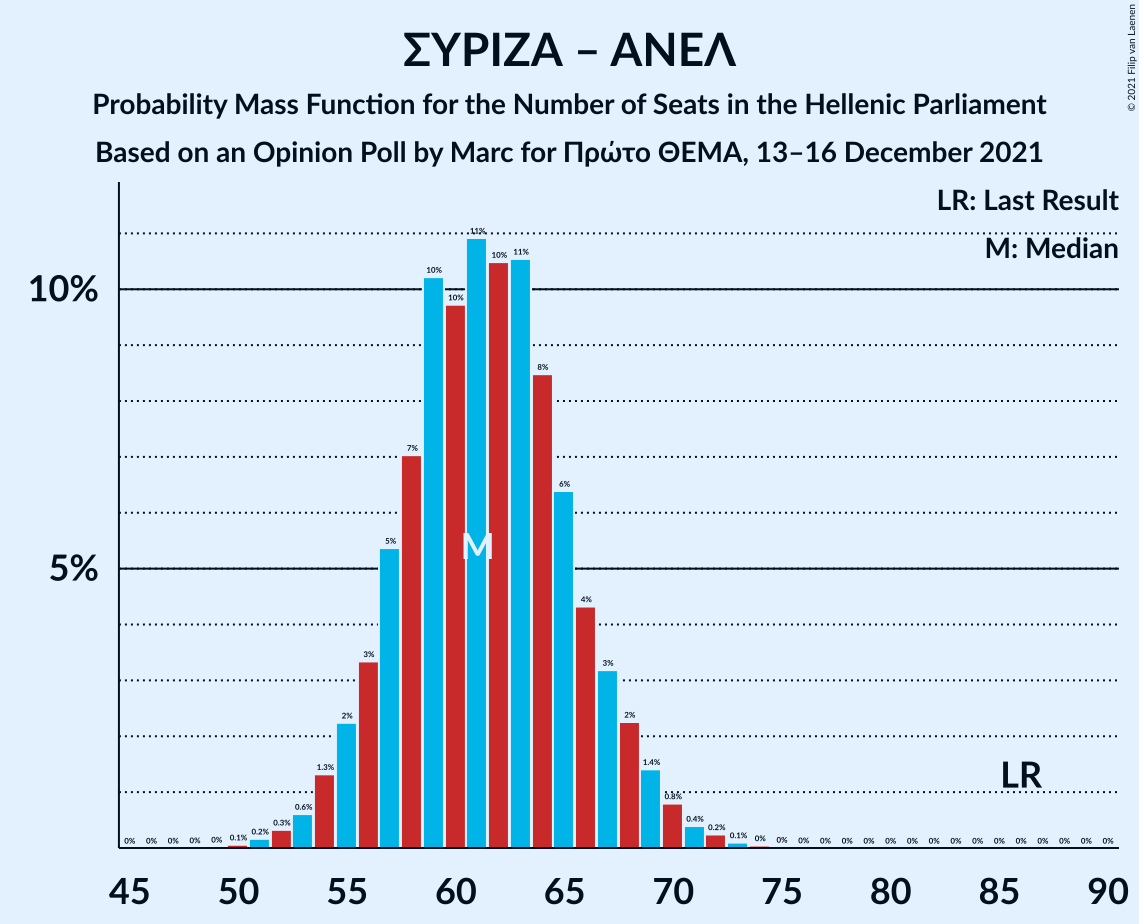 ΣΥΡΙΖΑ – ΑΝΕΛ
Probability Mass Function for the Number of Seats in the Hellenic Parliament
Based on an Opinion Poll by Marc for Πρώτο ΘΕΜΑ, 13–16 December 2021
© 2021 Filip van Laenen
LR: Last Result
M: Median
10%
5%
0% 0% 0% 0% 0% 0.1% 0.2% 0.3% 0.6% 1.3% 2% 3% 5% 7% 10% 10% 11% 10% 11% 8% 6% 4% 3% 2% 1.4% 0.8% 0.4% 0.2% 0.1% 0% 0% 0% 0% 0% 0% 0% 0% 0% 0% 0% 0% 0% 0% 0% 0% 0%
M
LR
45 50 55 60 65 70 75 80 85 90